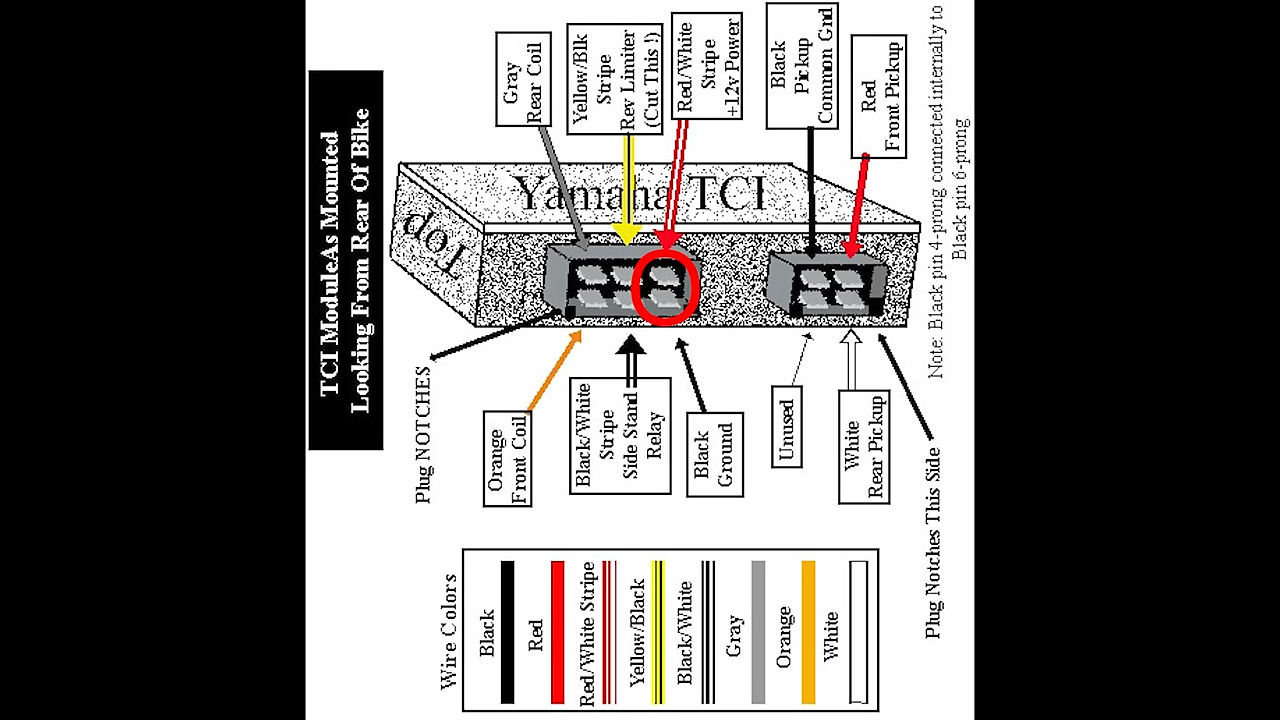 TCI ModuleAs Mounted
Looking From Rear Of Bike
Gray
Rear Coil
Yellow/Blk
Stripe
Rev Limiter
(Cut This !)
Red/White
Stripe
+12v Power
Black
Pickup
Common Gnd
Red
Front Pickup
Note: Black pin 4-prong connected internally to
Black pin 6-prong
Yamaha TCI
Top
Plug NOTCHES
Orange
Front Coil
Black/White
Stripe
Side Stand
Relay
Black
Ground
Unused
White
Rear Pickup
Plug Notches This Side
Wire Colors
Black
Red
Red/White Stripe
Yellow/Black
Black/White
Gray
Orange
White